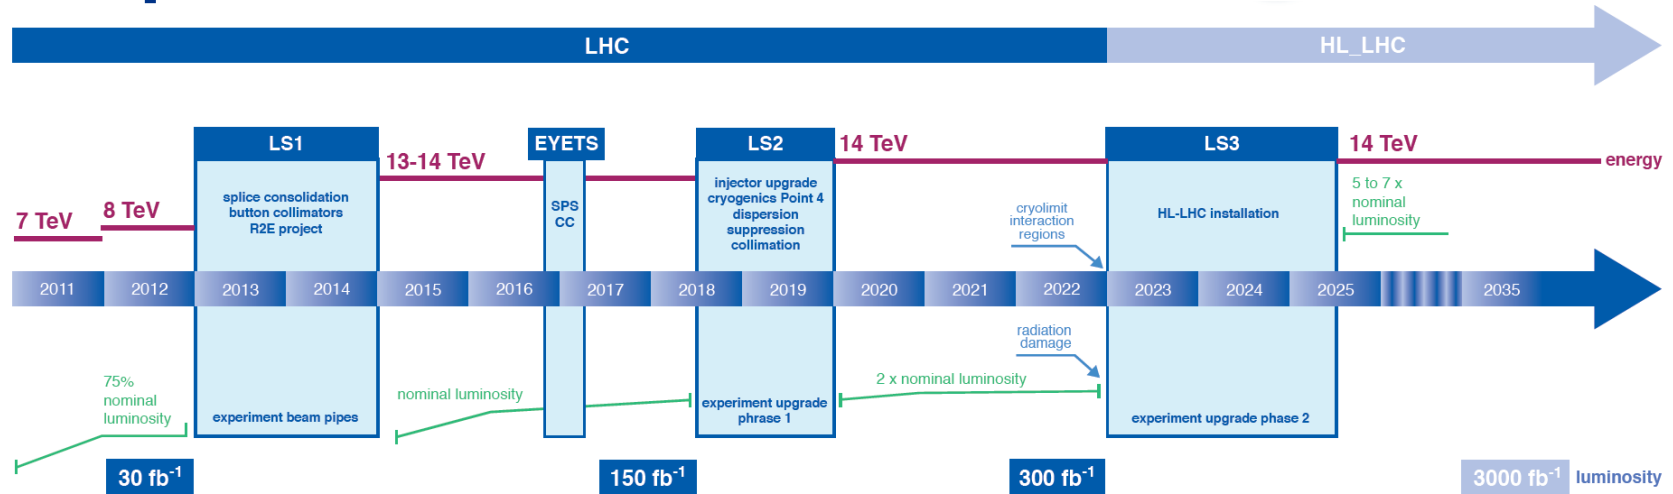 LHC
HL_LHC
LS1
EYETS
LS2
14 TeV
LS3
14 TeV
13-14 TeV
energy
7 TeV
8 TeV
splice consolidation
button collimators
R2E project
SPS
CC
injector upgrade
cryogenics Point 4
dispersion
suppression
collimation
cryolimit
interaction
regions
HL-LHC installation
5 to 7 x
nominal
luminosity
2011
2012
2013
2014
2015
2016
2017
2018
2019
2020
2021
2022
2023
2024
2025
2035
radiation
damage
75%
nominal
luminosity
experiment beam pipes
nominal luminosity
experiment upgrade
phrase 1
2 x nominal luminosity
experiment upgrade phase 2
30 fb⁻¹
150 fb⁻¹
300 fb⁻¹
3000 fb⁻¹
luminosity